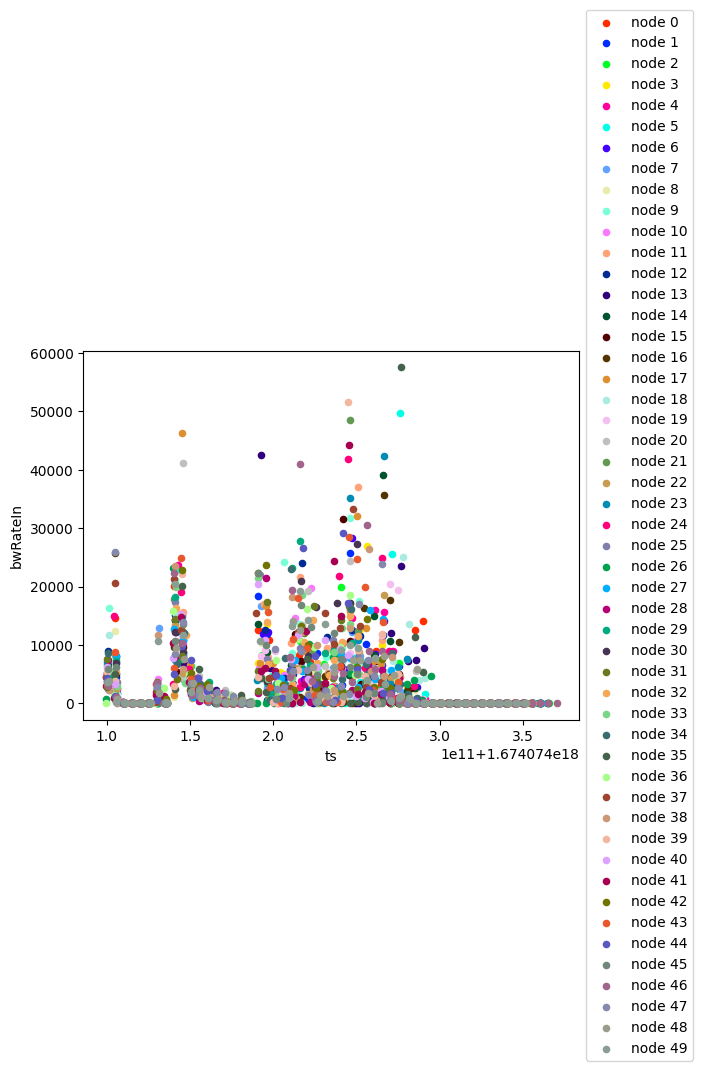 node 0
node 1
node 2
node 3
node 4
node 5
node 6
node 7
node 8
node 9
node 10
node 11
node 12
node 13
node 14
node 15
node 16
node 17
node 18
node 19
node 20
node 21
node 22
node 23
node 24
node 25
node 26
node 27
node 28
node 29
node 30
node 31
node 32
node 33
node 34
node 35
node 36
node 37
node 38
node 39
node 40
node 41
node 42
node 43
node 44
node 45
node 46
node 47
node 48
node 49
60000
50000
40000
30000
20000
10000
0
bwRateIn
1.0 1.5 2.0 2.5 3.0 3.5
ts
1e11+1.674074e18